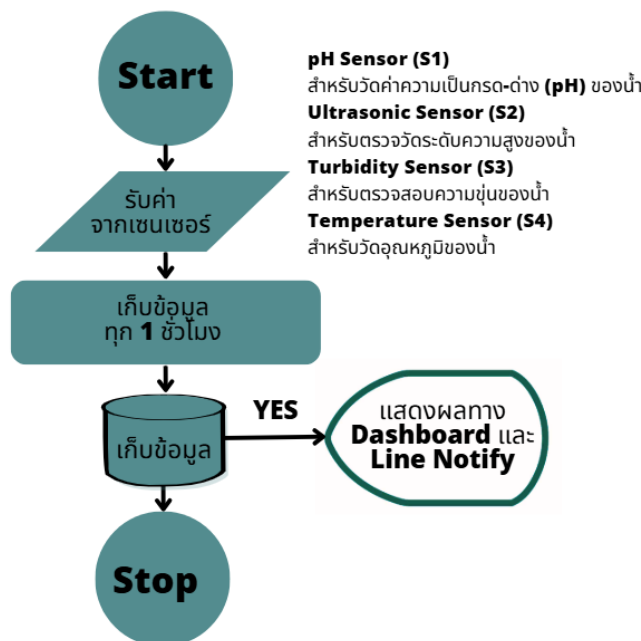 Start
pH Sensor (S1)
สำหรับวัดค่าความเป็นกรด-ด่าง (pH) ของน้ำ
Ultrasonic Sensor (S2)
สำหรับตรวจวัดระดับความสูงของน้ำ
Turbidity Sensor (S3)
สำหรับตรวจสอบความขุ่นของน้ำ
Temperature Sensor (S4)
สำหรับวัดอุณหภูมิของน้ำ
รับค่า
จากเซนเซอร์
เก็บข้อมูล
ทุก 1 ชั่วโมง
เก็บข้อมูล
YES
แสดงผลทาง
Dashboard และ
Line Notify
Stop